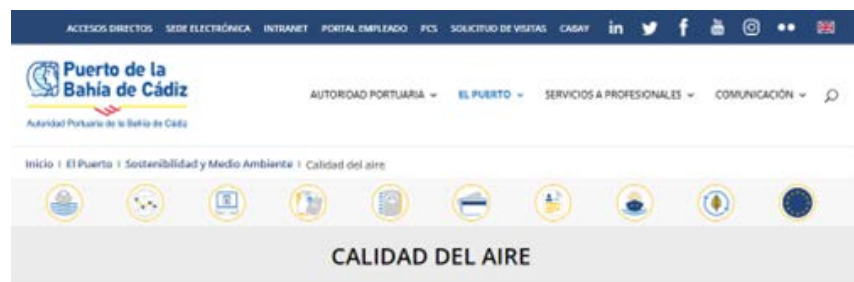 ACCESOS DIRECTOS SEDE ELECTRÓNICA INTRANET PORTAL EMPLEADO PCS SOLICITUD DE VISITAS CABAY
Puerto de la
Bahía de Cádiz
Autoridad Portuaria de la Bahía de Cádiz
AUTORIDAD PORTUARIA EL PUERTO SERVICIOS A PROFESIONALES COMUNICACIÓN
Inicio | El Puerto | Sostenibilidad y Medio Ambiente | Calidad del aire
CALIDAD DEL AIRE